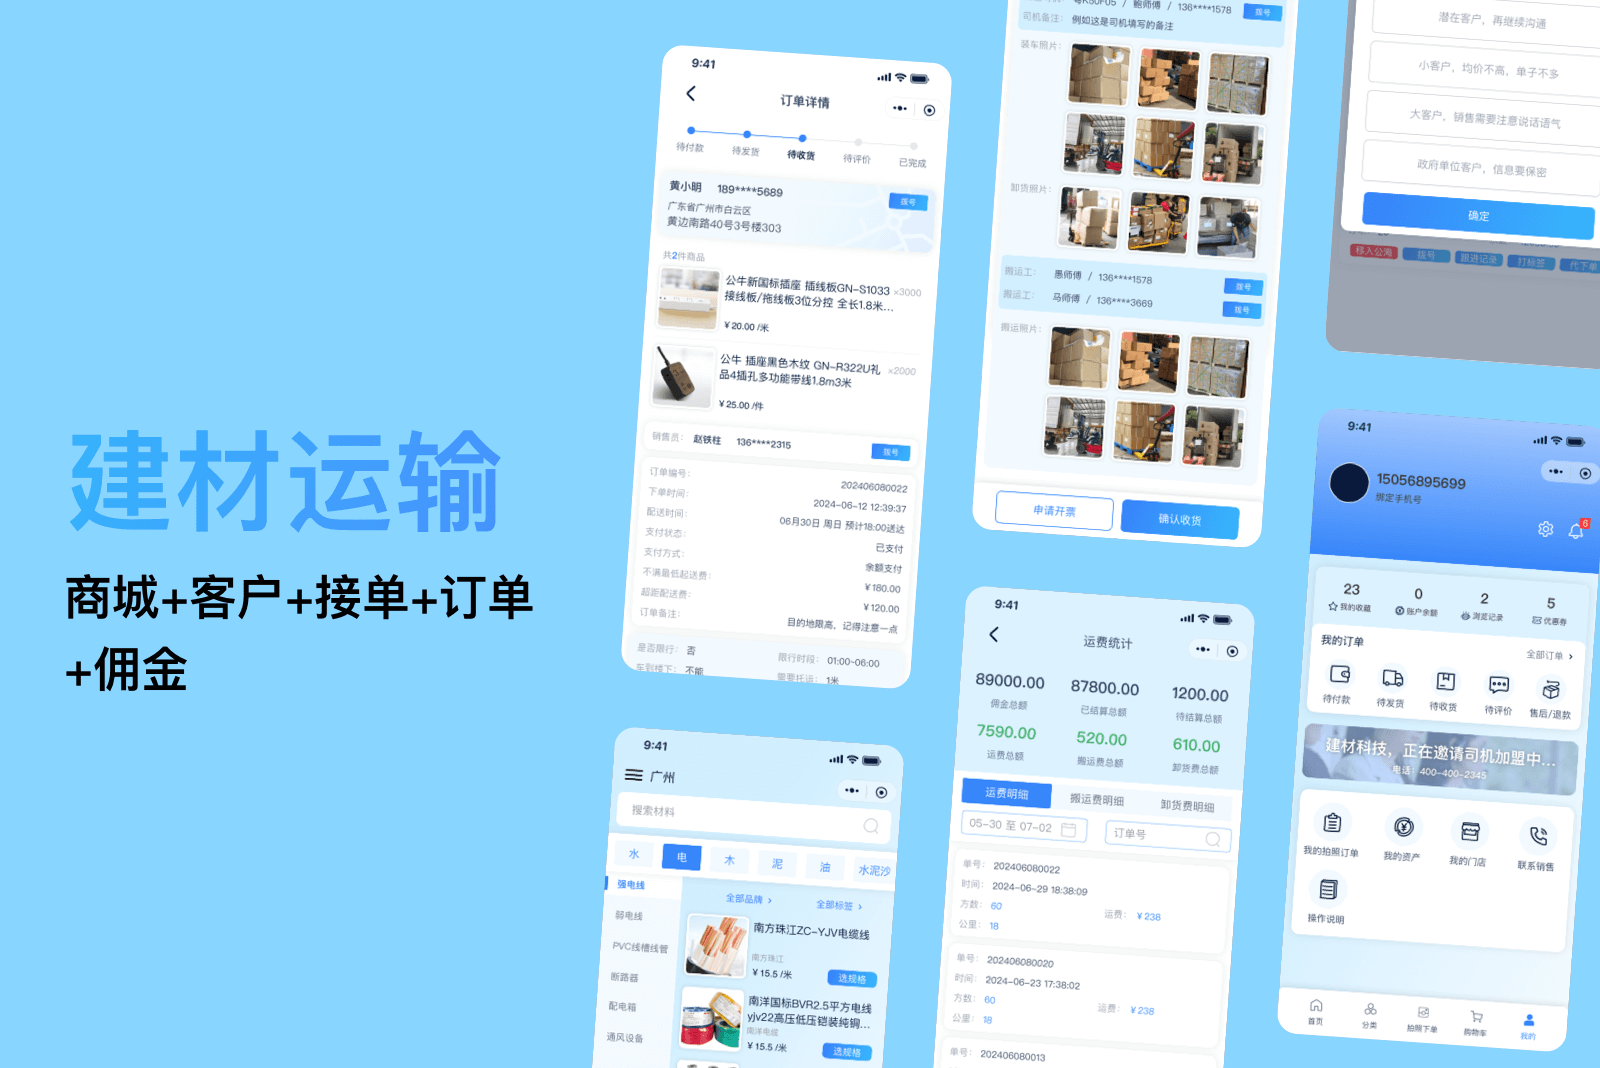 建材运输
商城+客户+接单+订单
+佣金
9:41
订单详情
待付款
待发货
待收货
待评价
已完成
黄小明 189****5689
拨号
广东省广州市白云区
黄边南路40号3号楼303
共2件商品
公牛新国标插座 插线板GN-S1033 ×3000
接线板/拖线板3位分控 全长1.8米...
¥20.00 /米
公牛 插座黑色木纹 GN-R322U礼 ×2000
品4插孔多功能带线1.8m3米
¥25.00 /件
销售员: 赵铁柱 136****2315
拨号
订单编号: 202406080022
下单时间: 2024-06-12 12:39:37
配送时间: 06月30日 周日 预计18:00送达
支付状态: 已支付
支付方式: 余额支付
不满最低起送费: ¥180.00
超距配送费: ¥120.00
订单备注: 目的地限高，记得注意一点
是否限行: 否 限行时段: 01:00-06:00
车到楼下: 不能 需要托运: 1米
9:41
广州
搜索材料
水 电 木 泥 油 水泥沙
强电线
弱电线
PVC线槽线管
断路器
配电箱
通风设备
全部品牌 > 全部标签 >
南方珠江ZC-YJV电缆线
南方珠江
¥15.5 /米
选规格
南洋国标BVR2.5平方电线
yjv22高压低压铠装纯铜...
南洋电缆
¥15.5 /米
选规格
粤K50F05 / 鲍师傅 / 136****1578
拨号
司机备注: 例如这是司机填写的备注
装车照片:
卸货照片:
搬运工: 愚师傅 / 136****1578
拨号
搬运工: 马师傅 / 136****3669
拨号
搬运照片:
申请开票
确认收货
9:41
运费统计
89000.00 87800.00 1200.00
佣金总额 已结算总额 待结算总额
7590.00 520.00 610.00
运费总额 搬运费总额 卸货费总额
运费明细 搬运费明细 卸货费明细
05-30 至 07-02
订单号
单号: 202406080022
时间: 2024-06-29 18:38:09
方数: 60
运费: ¥238
公里: 18
单号: 202406080020
时间: 2024-06-23 17:38:02
方数: 60
运费: ¥238
公里: 18
单号: 202406080013
潜在客户，再继续沟通
小客户，均价不高，单子不多
大客户，销售需要注意说话语气
政府单位客户，信息要保密
确定
移入公海 拨号 跟进记录 打标签 代下单
9:41
15056895699
绑定手机号
6
23 0 2 5
我的收藏 账户余额 浏览记录 优惠券
我的订单
全部订单 >
待付款 待发货 待收货 待评价 售后/退款
建材科技，正在邀请司机加盟中...
电话: 400-400-2345
我的拍照订单 我的资产 我的门店 联系销售
操作说明
首页 分类 拍照下单 购物车 我的